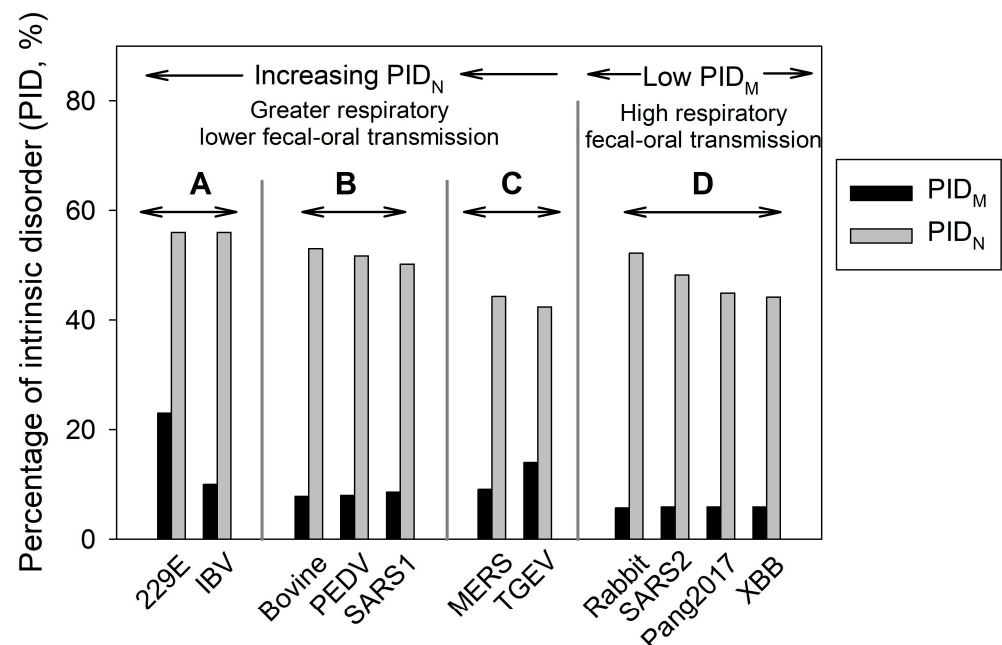 Percentage of intrinsic disorder (PID, %)
Increasing PIDN
Low PIDM
Greater respiratory
lower fecal-oral transmission
High respiratory
fecal-oral transmission
A
B
C
D
PIDM
PIDN
80
60
40
20
0
229E
IBV
Bovine
PEDV
SARS1
MERS
TGEV
Rabbit
SARS2
Pang2017
XBB